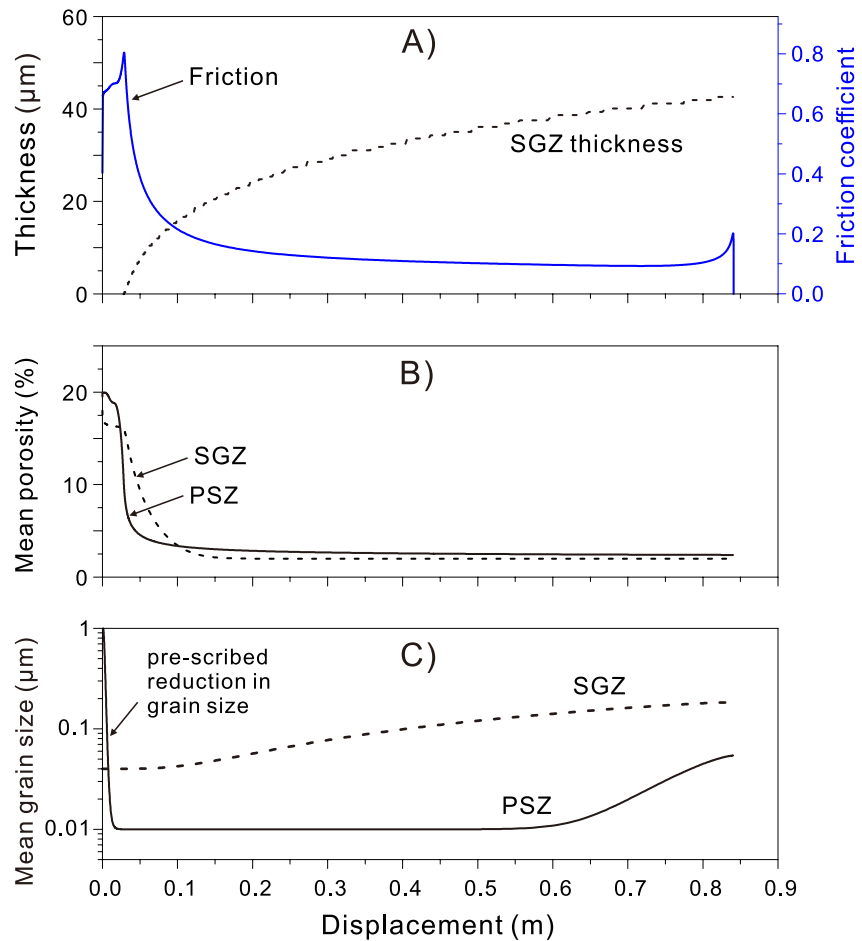 A)
Thickness (μm)
60
40
20
0
Friction
SGZ thickness
Friction coefficient
0.8
0.6
0.4
0.2
0.0
B)
Mean porosity (%)
20
10
0
SGZ
PSZ
C)
Mean grain size (μm)
1
0.1
0.01
pre-scribed
reduction in
grain size
SGZ
PSZ
0.0 0.1 0.2 0.3 0.4 0.5 0.6 0.7 0.8 0.9
Displacement (m)